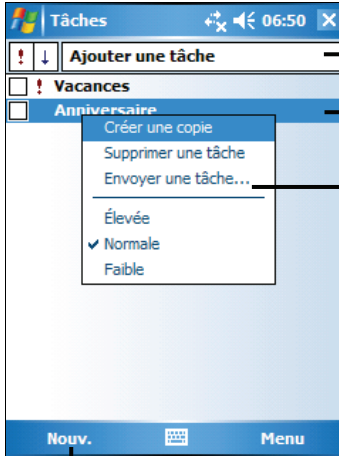 Tâches 06:50
! ↓ Ajouter une tâche
! Vacances
Anniversaire
Créer une copie
Supprimer une tâche
Envoyer une tâche...
Élevée
Normale
Faible
Nouv. Menu